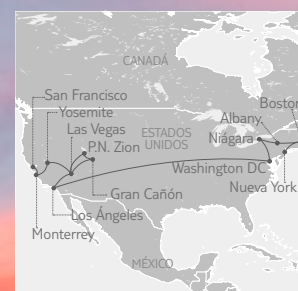 CANADÁ
San Francisco
Yosemite
Las Vegas
P.N. Zion
ESTADOS
UNIDOS
Boston
Albany
Niágara
Washington DC
Nueva York
Gran Cañón
Los Ángeles
Monterrey
MÉXICO